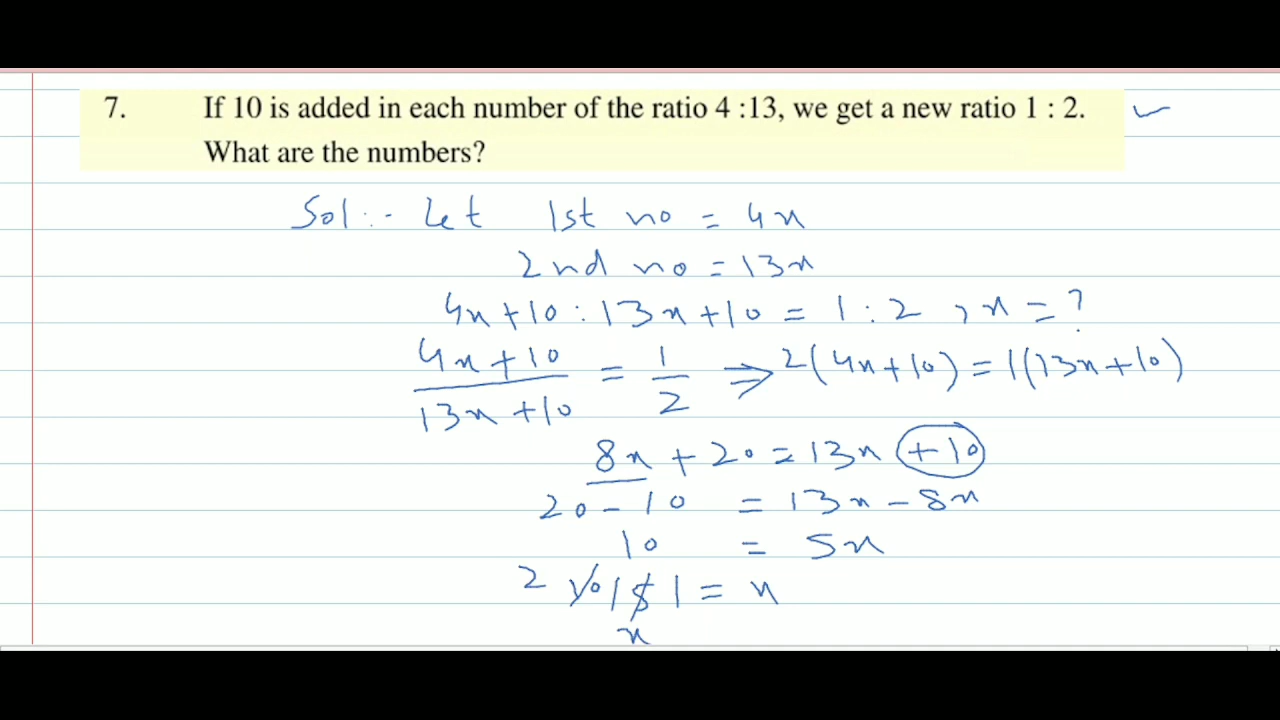 7. If 10 is added in each number of the ratio 4 :13, we get a new ratio 1 : 2.
What are the numbers?
Sol :- Let 1st no = 4x
2nd no = 13x
4x+10 : 13x+10 = 1 : 2 , x = ?
4x+10/13x+10 = 1/2 => 2(4x+10) = 1(13x+10)
8x + 20 = 13x +10
20 - 10 = 13x - 8x
10 = 5x
2 10/5 1 = x
x